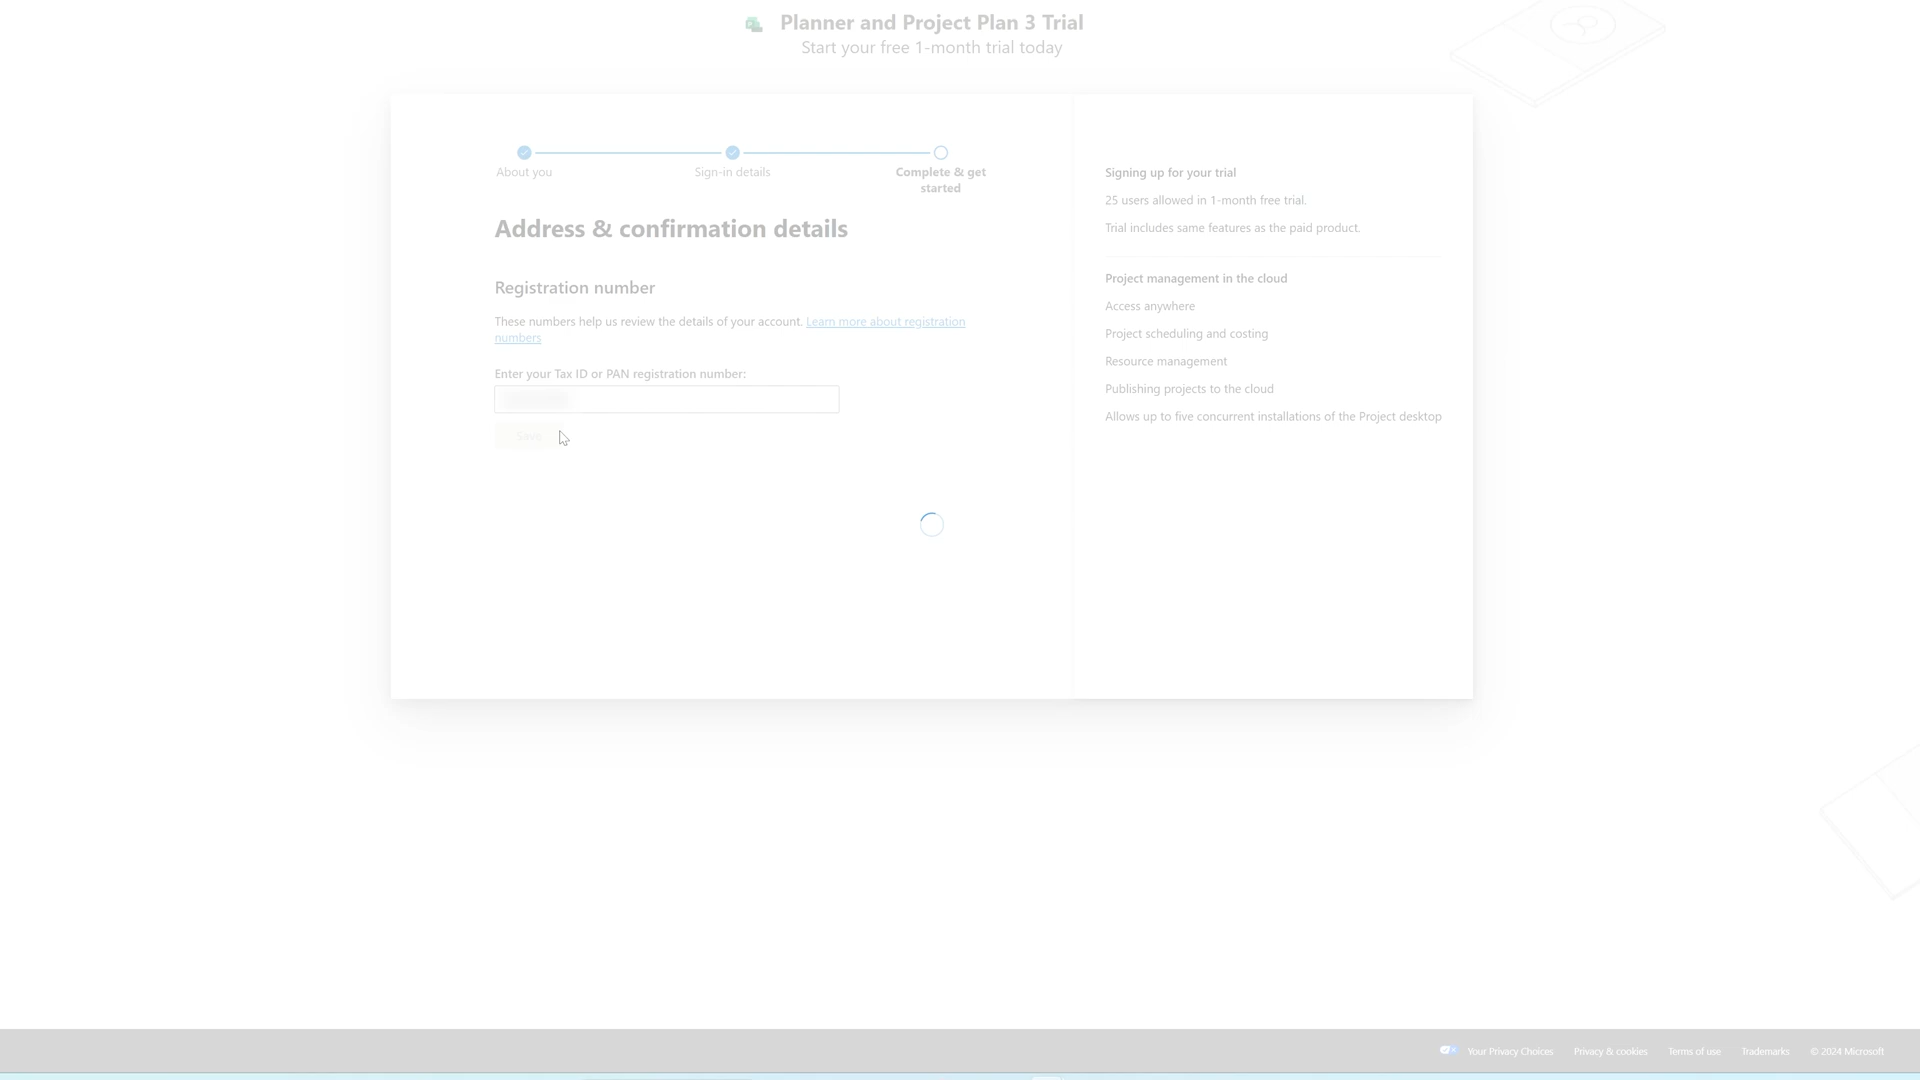 Planner and Project Plan 3 Trial
Start your free 1-month trial today
About you
Sign-in details
Complete & get
started
Address & confirmation details
Registration number
These numbers help us review the details of your account. Learn more about registration
numbers
Enter your Tax ID or PAN registration number:
Save
Signing up for your trial
25 users allowed in 1-month free trial.
Trial includes same features as the paid product.
Project management in the cloud
Access anywhere
Project scheduling and costing
Resource management
Publishing projects to the cloud
Allows up to five concurrent installations of the Project desktop
Your Privacy Choices
Privacy & cookies
Terms of use
Trademarks
© 2024 Microsoft